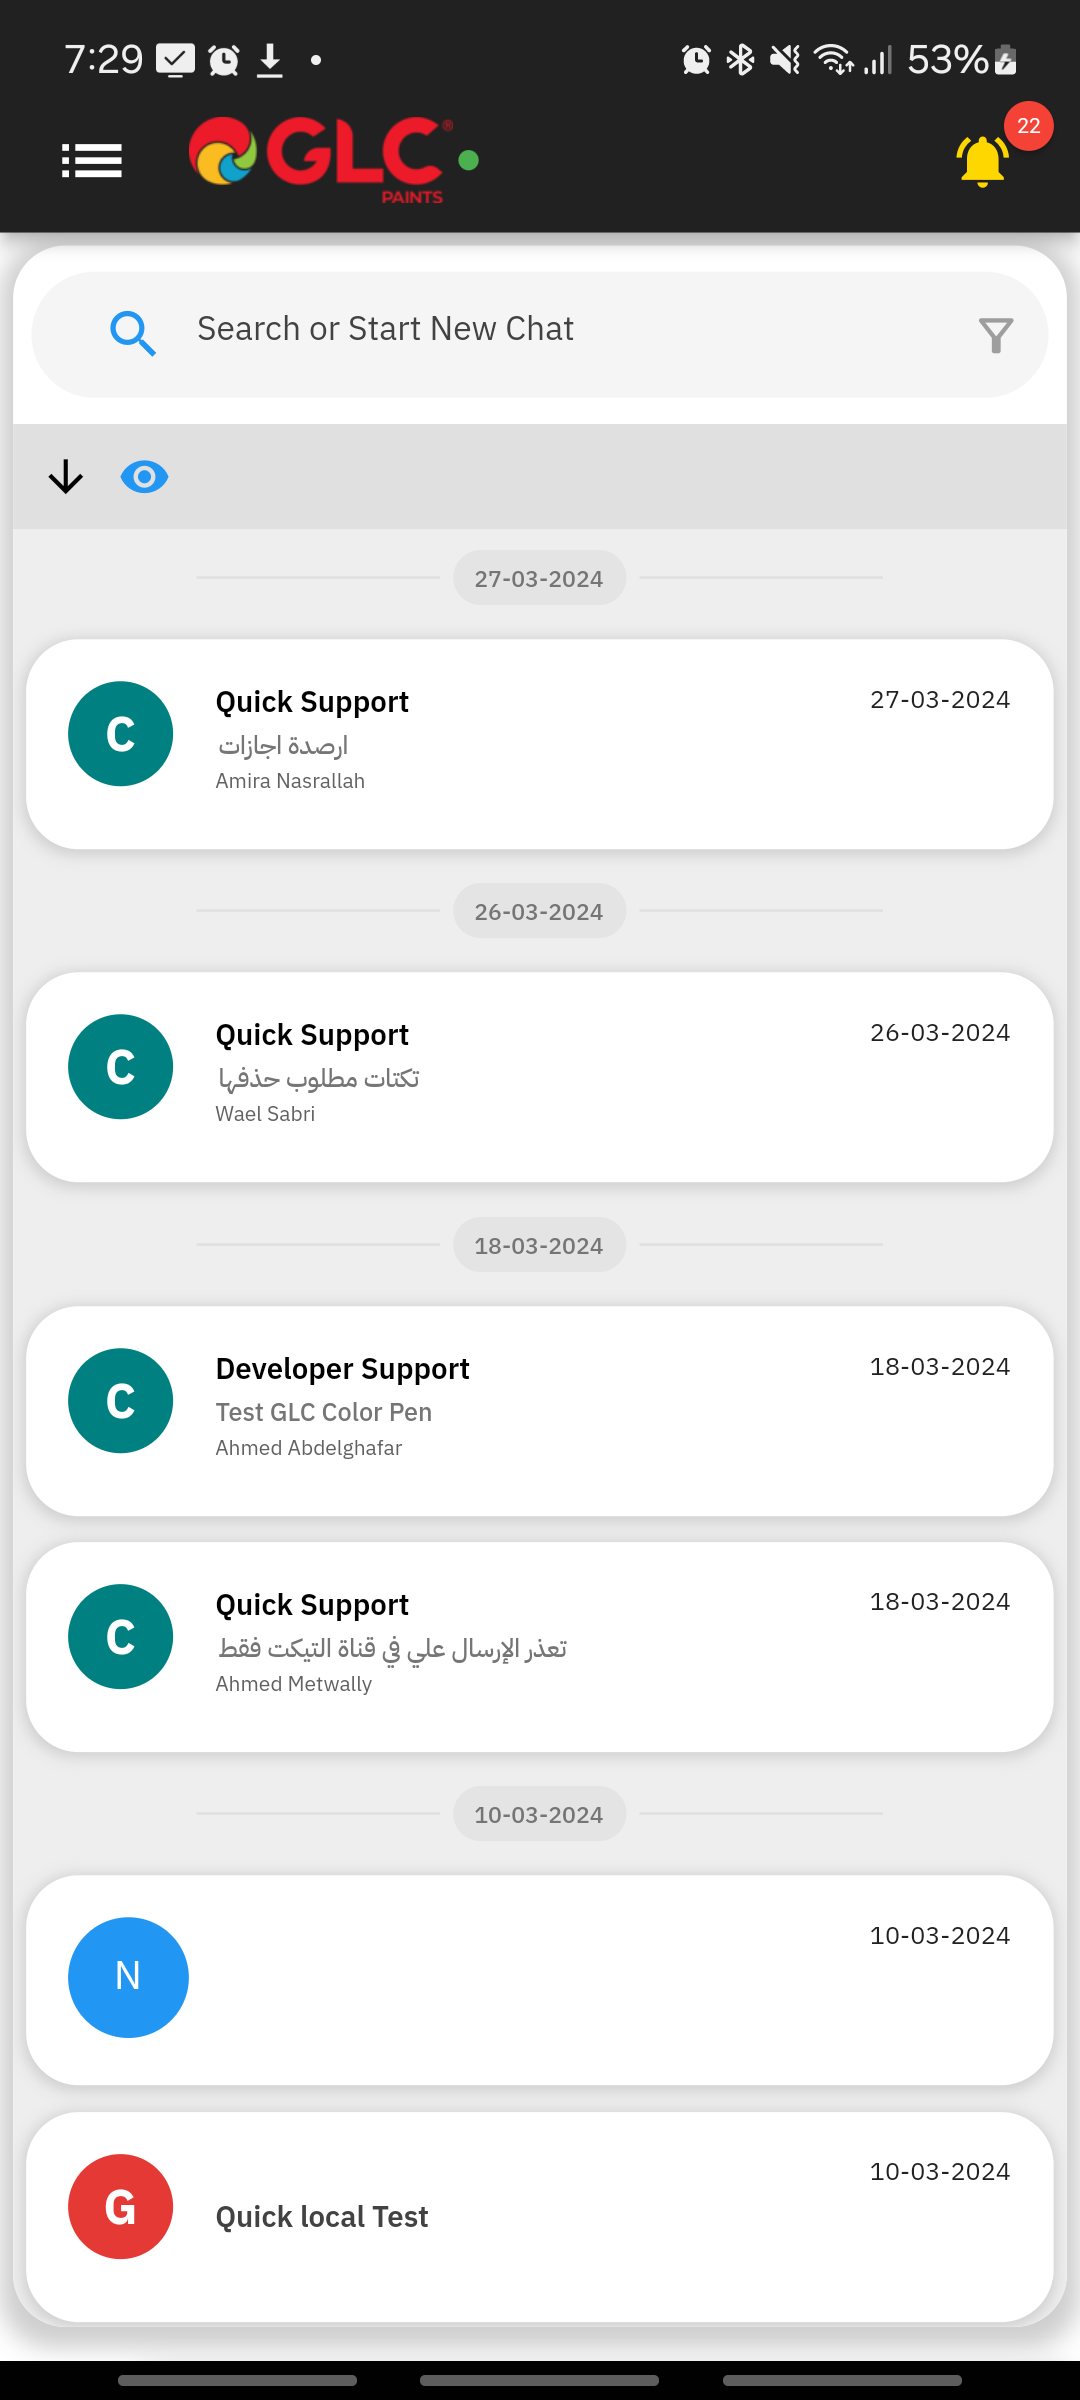 7:29
53%
GLC®
PAINTS
22
Search or Start New Chat
27-03-2024
C
Quick Support
27-03-2024
ارصدة اجازات
Amira Nasrallah
26-03-2024
C
Quick Support
26-03-2024
تكتات مطلوب حذفها
Wael Sabri
18-03-2024
C
Developer Support
18-03-2024
Test GLC Color Pen
Ahmed Abdelghafar
C
Quick Support
18-03-2024
تعذر الإرسال علي في قناة التيكت فقط
Ahmed Metwally
10-03-2024
N
10-03-2024
G
10-03-2024
Quick local Test